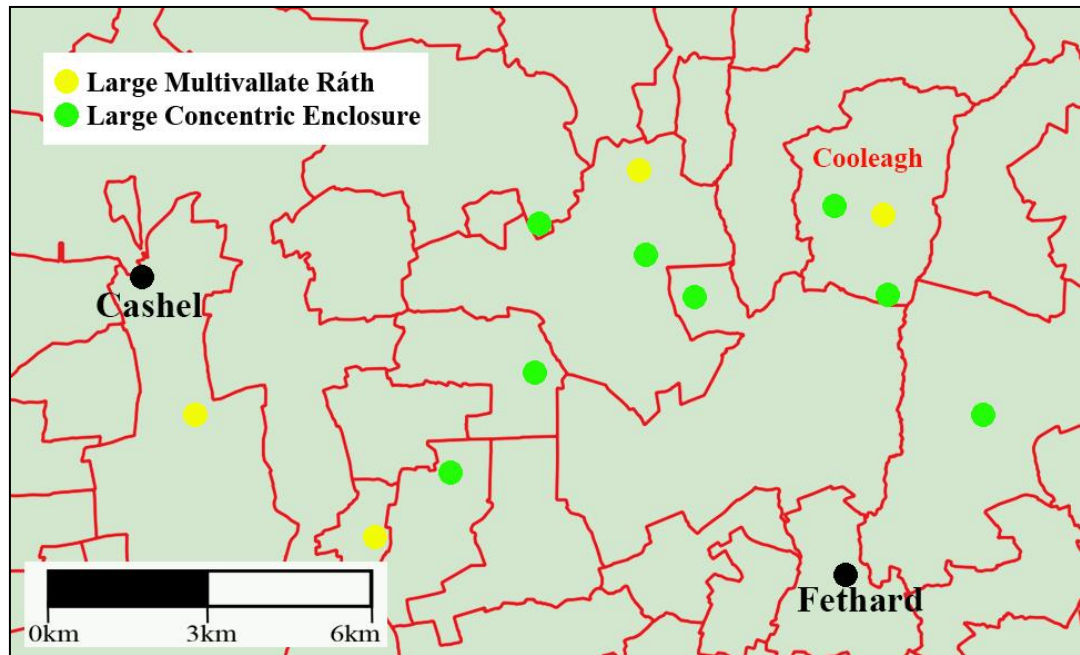 Large Multivallate Ráth
Large Concentric Enclosure
Cooleagh
Cashel
Fethard
0km 3km 6km